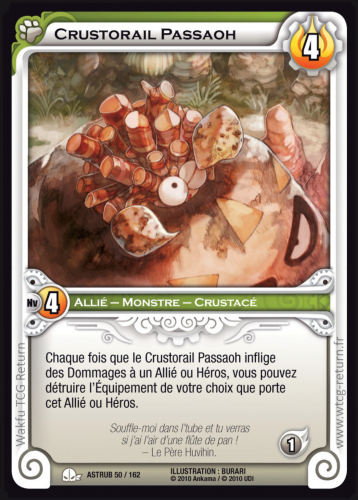 Crustorail Passaoh
4
Nv 4
Allié – Monstre – Crustacé
Chaque fois que le Crustorail Passaoh inflige
des Dommages à un Allié ou Héros, vous pouvez
détruire l'Équipement de votre choix que porte
cet Allié ou Héros.
Souffle-moi dans l'tube et tu verras
si j'ai l'air d'une flûte de pan !
– Le Père Huvihin.
1
ASTRUB 50 / 162
ILLUSTRATION : BURARI
© 2010 Ankama / © 2010 UDI
Wakfu TCG Return
www.wtcg-return.fr